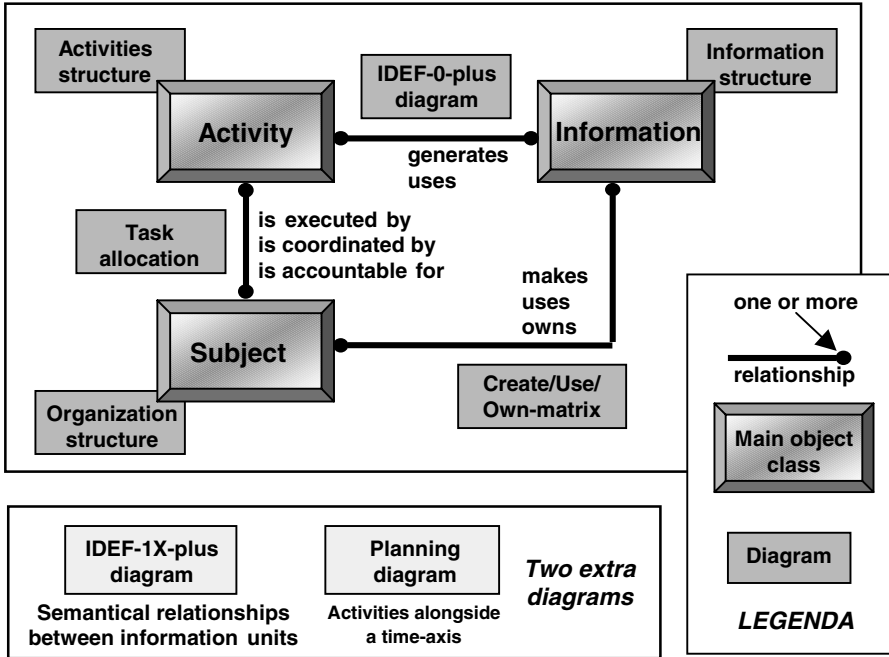 Activities
structure
IDEF-0-plus
diagram
Information
structure
Activity
Information
generates
uses
Task
allocation
is executed by
is coordinated by
is accountable for
makes
uses
owns
Subject
Create/Use/
Own-matrix
Organization
structure
one or more
relationship
Main object
class
Diagram
LEGENDA
IDEF-1X-plus
diagram
Semantical relationships
between information units
Planning
diagram
Activities alongside
a time-axis
Two extra
diagrams